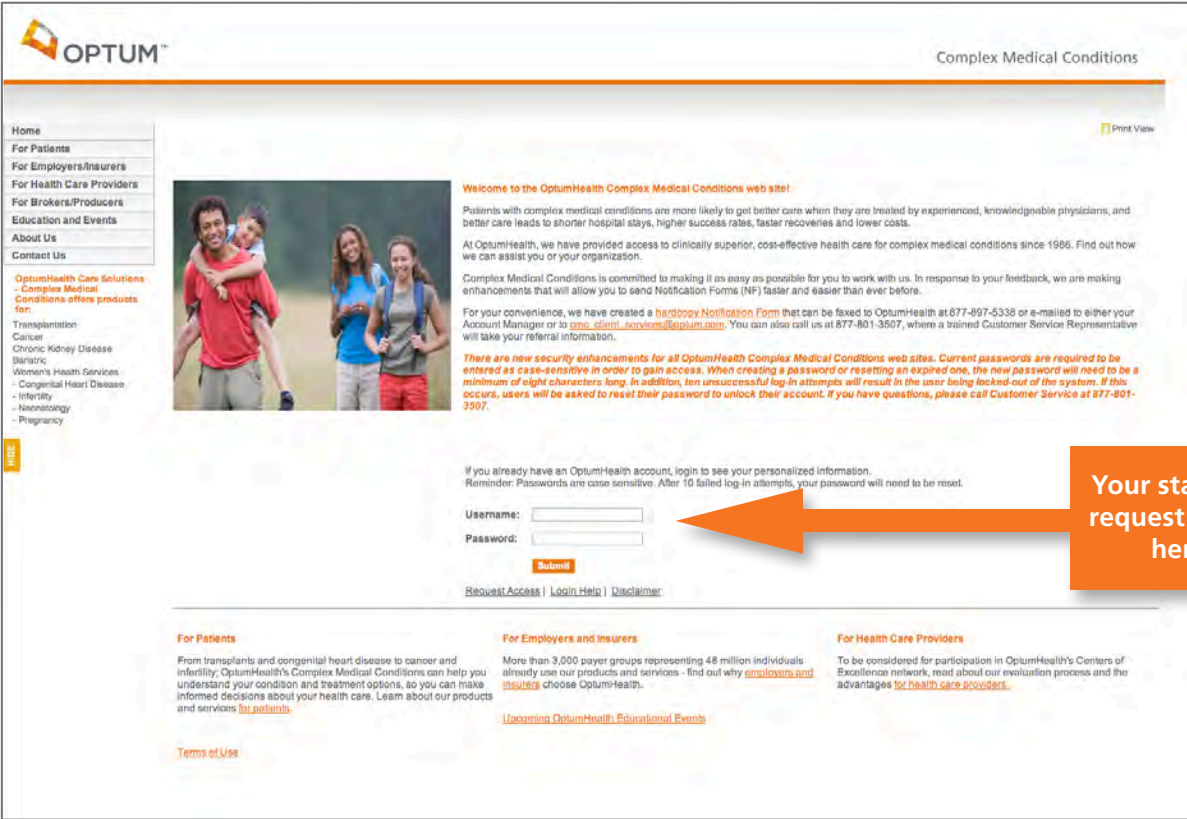 OPTUM™
Complex Medical Conditions
Print View
Home
For Patients
For Employers/Insurers
For Health Care Providers
For Brokers/Producers
Education and Events
About Us
Contact Us
OptumHealth Care Solutions
- Complex Medical
Conditions offers products
for:
Transplantation
Cancer
Chronic Kidney Disease
Bariatric
Women's Health Services
- Congenital Heart Disease
- Infertility
- Neonatology
- Pregnancy
HIDE
Welcome to the OptumHealth Complex Medical Conditions web site!
Patients with complex medical conditions are more likely to get better care when they are treated by experienced, knowledgeable physicians, and
better care leads to shorter hospital stays, higher success rates, faster recoveries and lower costs.
At OptumHealth, we have provided access to clinically superior, cost-effective health care for complex medical conditions since 1986. Find out how
we can assist you or your organization.
Complex Medical Conditions is committed to making it as easy as possible for you to work with us. In response to your feedback, we are making
enhancements that will allow you to send Notification Forms (NF) faster and easier than ever before.
For your convenience, we have created a hardcopy Notification Form that can be faxed to OptumHealth at 877-897-5338 or e-mailed to either your
Account Manager or to cmc_client_services@optum.com. You can also call us at 877-801-3507, where a trained Customer Service Representative
will take your referral information.
There are new security enhancements for all OptumHealth Complex Medical Conditions web sites. Current passwords are required to be
entered as case-sensitive in order to gain access. When creating a password or resetting an expired one, the new password will need to be a
minimum of eight characters long. In addition, ten unsuccessful log-in attempts will result in the user being locked-out of the system. If this
occurs, users will be asked to reset their password to unlock their account. If you have questions, please call Customer Service at 877-801-
3507.
If you already have an OptumHealth account, login to see your personalized information.
Reminder: Passwords are case sensitive. After 10 failed log-in attempts, your password will need to be reset.
Username:
Password:
Submit
Request Access | Login Help | Disclaimer
Your sta
request
her
For Patients
From transplants and congenital heart disease to cancer and
infertility; OptumHealth's Complex Medical Conditions can help you
understand your condition and treatment options, so you can make
informed decisions about your health care. Learn about our products
and services for patients.
Terms of Use
For Employers and Insurers
More than 3,000 payer groups representing 48 million individuals
already use our products and services - find out why employers and
insurers choose OptumHealth.
Upcoming OptumHealth Educational Events
For Health Care Providers
To be considered for participation in OptumHealth's Centers of
Excellence network, read about our evaluation process and the
advantages for health care providers.